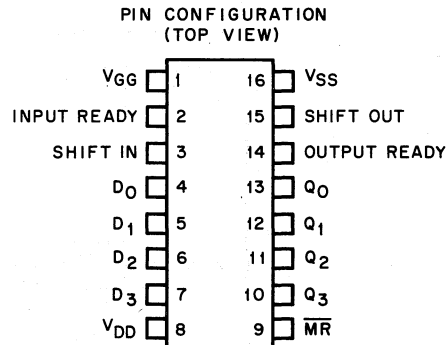 PIN CONFIGURATION
(TOP VIEW)
VGG 1 16 VSS
INPUT READY 2 15 SHIFT OUT
SHIFT IN 3 14 OUTPUT READY
D0 4 13 Q0
D1 5 12 Q1
D2 6 11 Q2
D3 7 10 Q3
VDD 8 9 M̅R̅